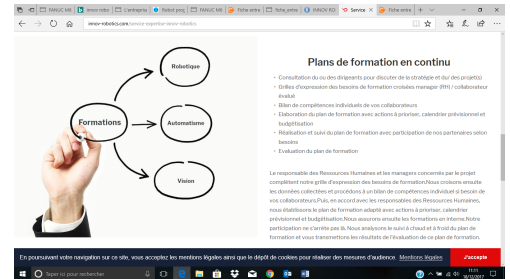 FANUC M6
innov robo
L'entreprise
Robot proç
FANUC M6
Fiche entre
fiche_entre
INNOV RO
Service
Fiche entre
innov-robotics.com/service-expertise-innov-robotics
Robotique
Formations
Automatisme
Vision
Plans de formation en continu
Consultation du ou des dirigeants pour discuter de la stratégie et du/ des projet(s)
Grilles d'expression des besoins de formation croisées manager (RH) / collaborateur
évalué
Bilan de compétences individuels de vos collaborateurs
Elaboration du plan de formation avec actions à prioriser, calendrier prévisionnel et
budgétisation
Réalisation et suivi du plan de formation avec participation de nos partenaires selon
besoins
Evaluation du plan de formation
Le responsable des Ressources Humaines et les managers concernés par le projet
complètent notre grille d'expression des besoins de formation.Nous croisons ensuite
les données collectées et procédons à un bilan de compétences individuel si besoin de
vos collaborateurs.Puis, en accord avec les responsables des Ressources Humaines,
nous établissons le plan de formation adapté avec actions à prioriser, calendrier
prévisionnel et budgétisation.Nous assurons ensuite les formations en interne.Notre
participation ne s'arrête pas là. Nous analysons le suivi à chaud et à froid du plan de
formation et vous transmettons les résultats de l'évaluation de ce plan de formation.
En poursuivant votre navigation sur ce site, vous acceptez les mentions légales ainsi que le dépôt de cookies pour réaliser des mesures d'audience. Mentions légales
J'accepte
Taper ici pour rechercher
11:11
18/12/2017